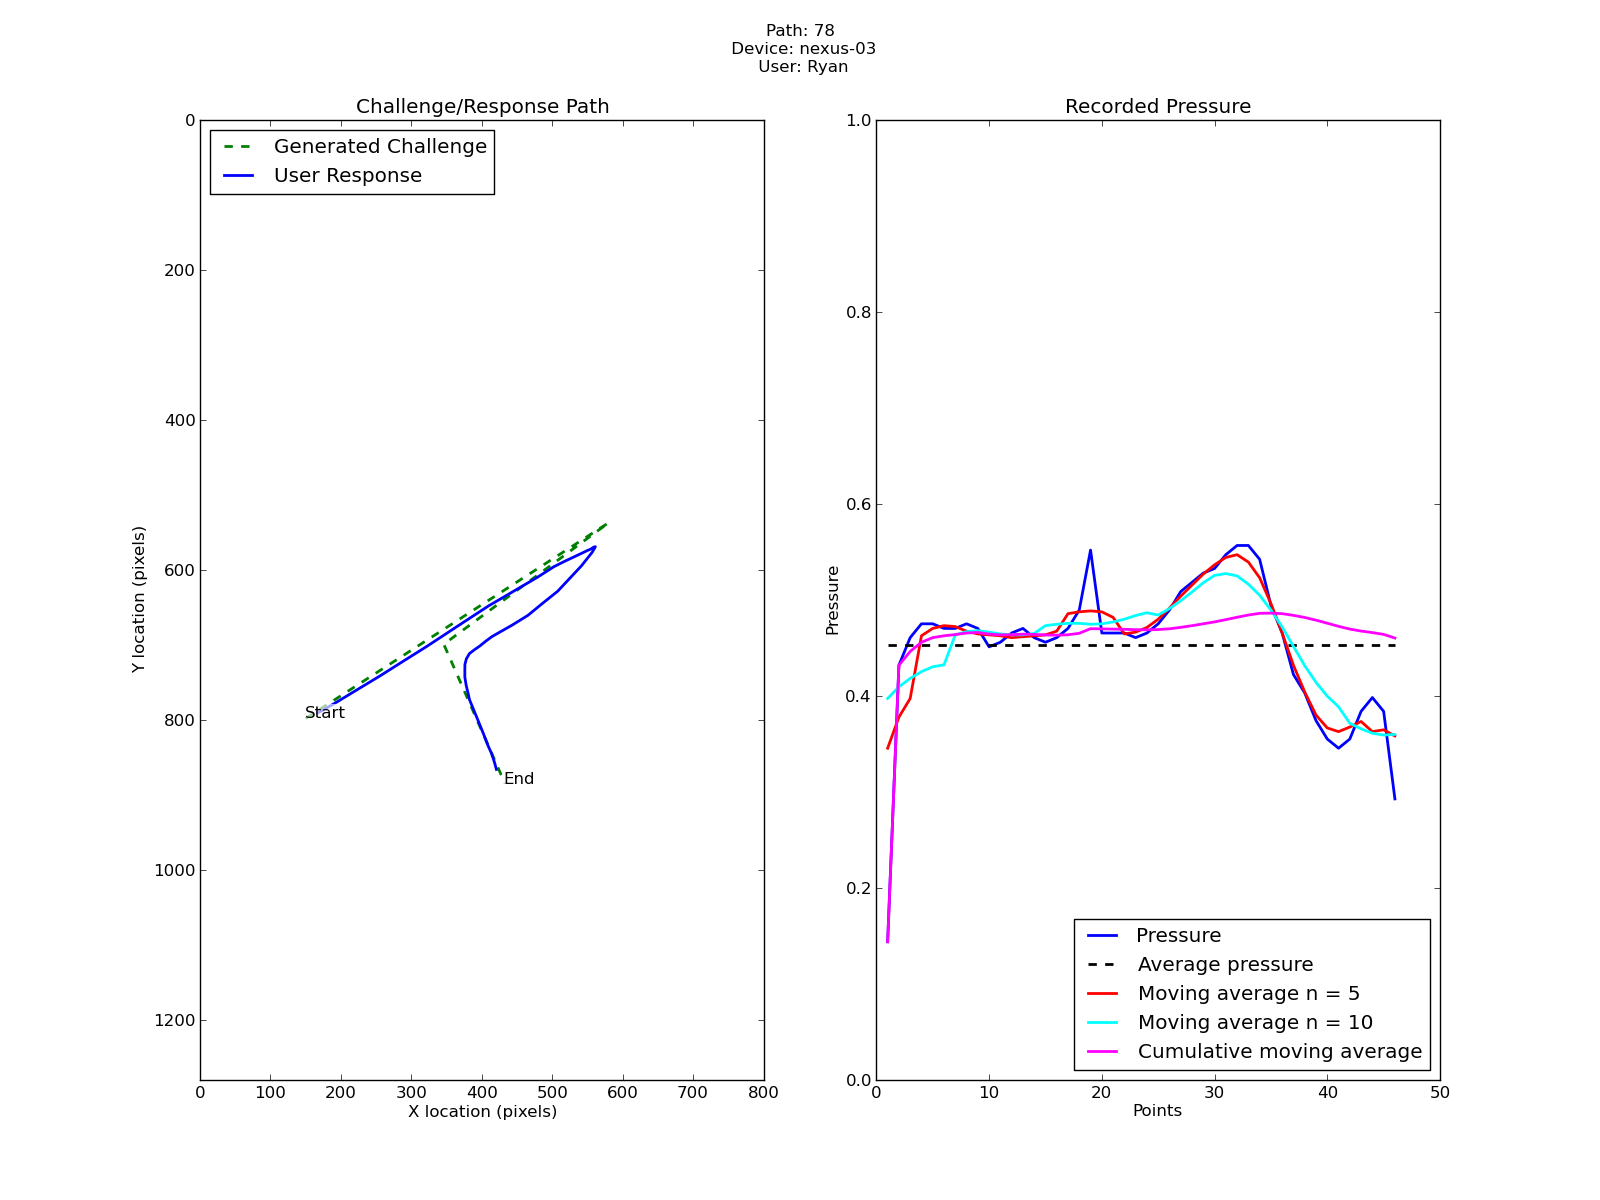 Path: 78
Device: nexus-03
User: Ryan
Challenge/Response Path
Generated Challenge
User Response
0
200
400
600
800
1000
1200
Y location (pixels)
Start
End
0 100 200 300 400 500 600 700 800
X location (pixels)
Recorded Pressure
1.0
0.8
0.6
0.4
0.2
0.0
Pressure
Pressure
Average pressure
Moving average n = 5
Moving average n = 10
Cumulative moving average
0 10 20 30 40 50
Points